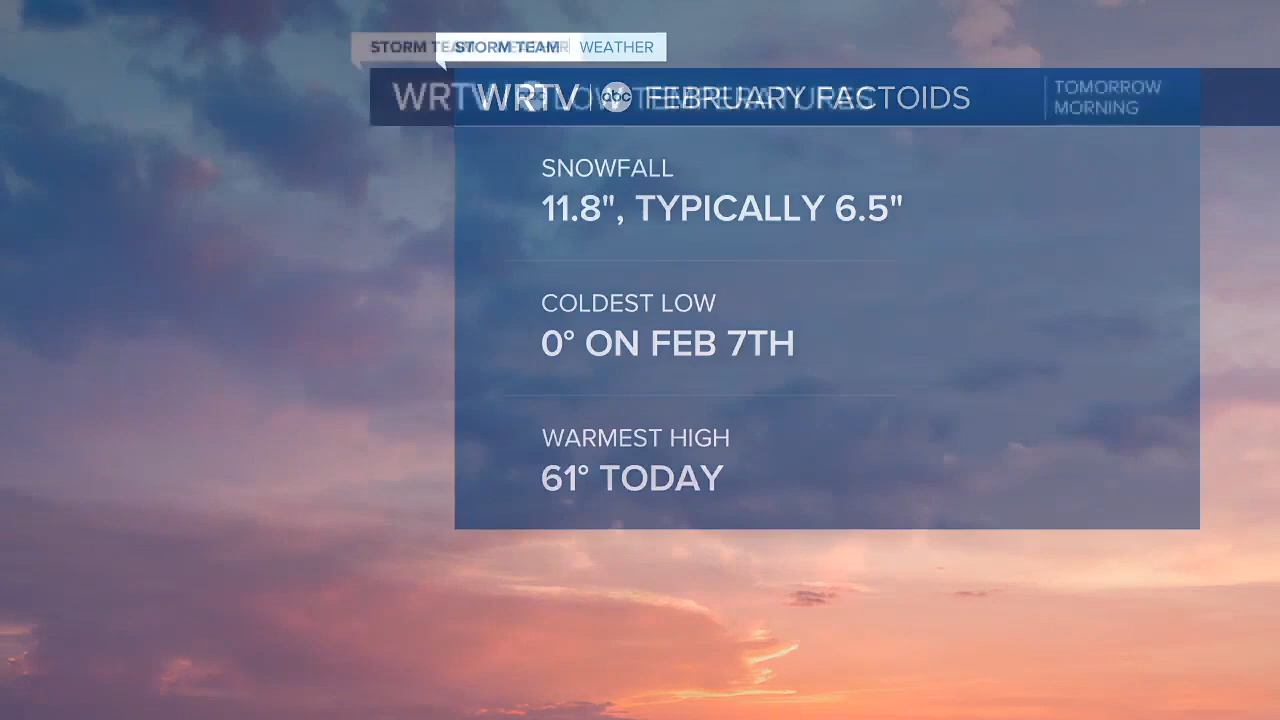 STORM TEAM WEATHER
WRTV abc FEBRUARY FACTOIDS
TOMORROW
MORNING
SNOWFALL
11.8", TYPICALLY 6.5"
COLDEST LOW
0° ON FEB 7TH
WARMEST HIGH
61° TODAY